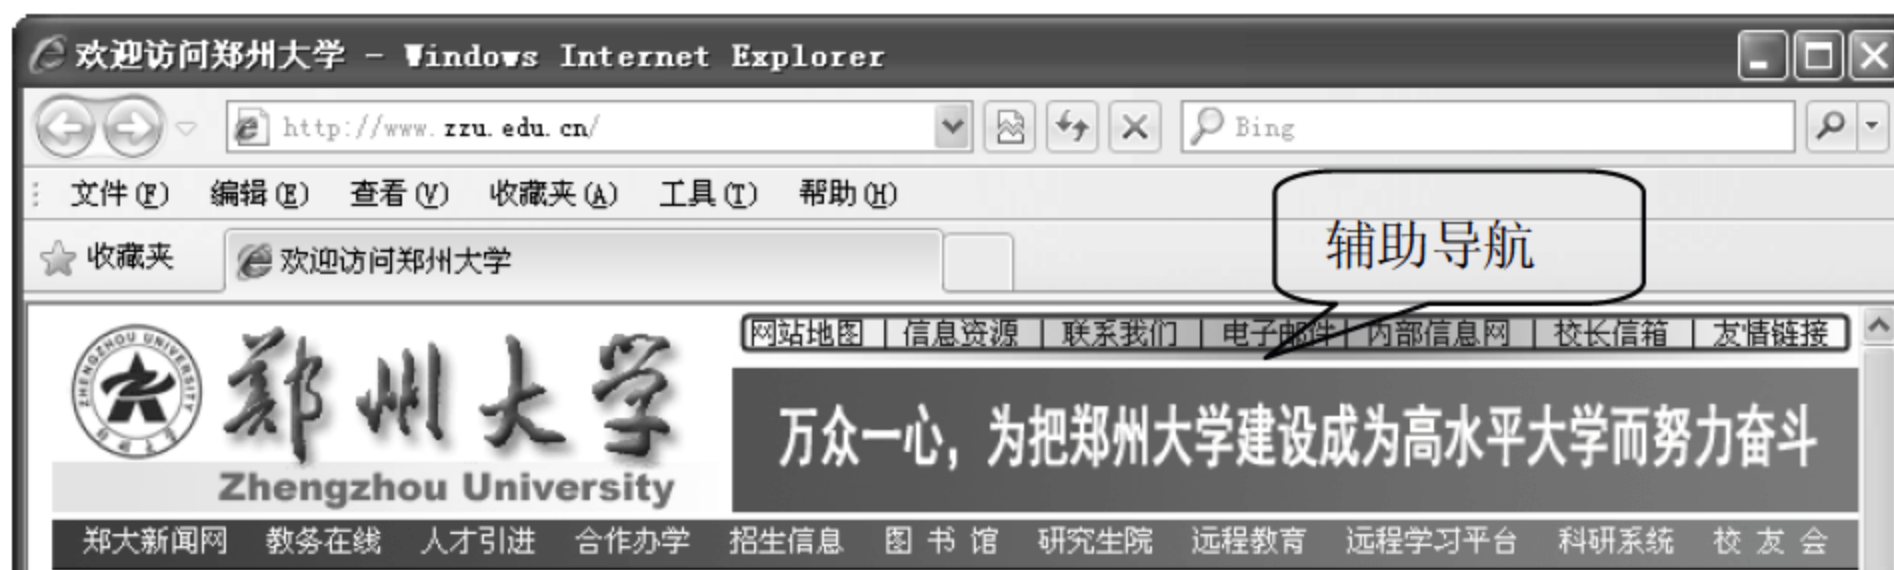 欢迎访问郑州大学 - Windows Internet Explorer
http://www.zzu.edu.cn/ Bing
文件(F) 编辑(E) 查看(V) 收藏夹(A) 工具(T) 帮助(H)
辅助导航
收藏夹 欢迎访问郑州大学
网站地图 | 信息资源 | 联系我们 | 电子邮件 | 内部信息网 | 校长信箱 | 友情链接
ZHENGZHOU UNIVERSITY
郑州大学
郑州大学
万众一心，为把郑州大学建设成为高水平大学而努力奋斗
Zhengzhou University
郑大新闻网 教务在线 人才引进 合作办学 招生信息 图书馆 研究生院 远程教育 远程学习平台 科研系统 校友会